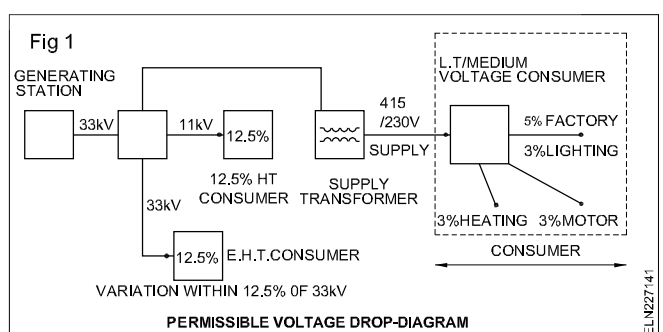 Fig 1
GENERATING
STATION
33kV
11kV
12.5%
12.5% HT
CONSUMER
33kV
12.5%
E.H.T.CONSUMER
VARIATION WITHIN 12.5% 0F 33kV
SUPPLY
TRANSFORMER
415
/230V
SUPPLY
L.T/MEDIUM
VOLTAGE CONSUMER
5% FACTORY
3%LIGHTING
3%HEATING
3%MOTOR
CONSUMER
PERMISSIBLE VOLTAGE DROP-DIAGRAM
ELN227141